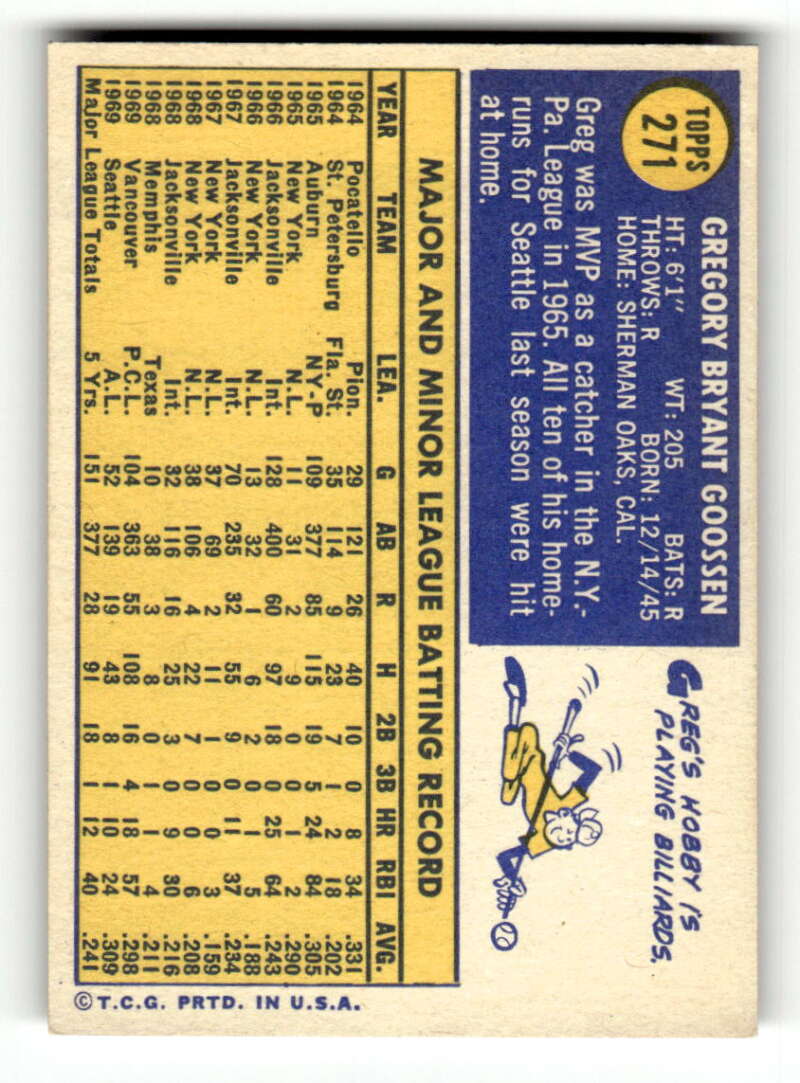 TOPPS
271
GREGORY BRYANT GOOSSEN
HT: 6'1" WT: 205 BATS: R
THROWS: R BORN: 12/14/45
HOME: SHERMAN OAKS, CAL.
Greg was MVP as a catcher in the N.Y.-
Pa. League in 1965. All ten of his home-
runs for Seattle last season were hit
at home.
GREG'S HOBBY IS
PLAYING BILLIARDS.
MAJOR AND MINOR LEAGUE BATTING RECORD
YEAR TEAM LEA. G AB R H 2B 3B HR RBI AVG.
1964 Pocatello Pion. 29 121 26 40 10 0 8 34 .331
1964 St. Petersburg Fla. St. 35 114 9 23 7 1 2 18 .202
1965 Auburn NY-P 109 377 85 115 19 5 24 84 .305
1965 New York N.L. 11 31 2 9 0 0 1 2 .290
1966 Jacksonville Int. 128 400 60 97 18 0 25 64 .243
1966 New York N.L. 13 32 1 6 2 0 1 5 .188
1967 Jacksonville Int. 70 235 32 55 9 0 11 37 .234
1967 New York N.L. 37 69 2 11 1 0 0 3 .159
1968 New York N.L. 38 106 4 22 7 0 0 6 .208
1968 Jacksonville Int. 32 116 16 25 3 0 9 30 .216
1968 Memphis Texas 10 38 3 8 0 1 1 4 .211
1969 Vancouver P.C.L. 104 363 55 108 16 4 18 57 .298
1969 Seattle A.L. 52 139 19 43 8 1 10 24 .309
Major League Totals 5 Yrs. 151 377 28 91 18 1 12 40 .241
© T.C.G. PRTD. IN U.S.A.